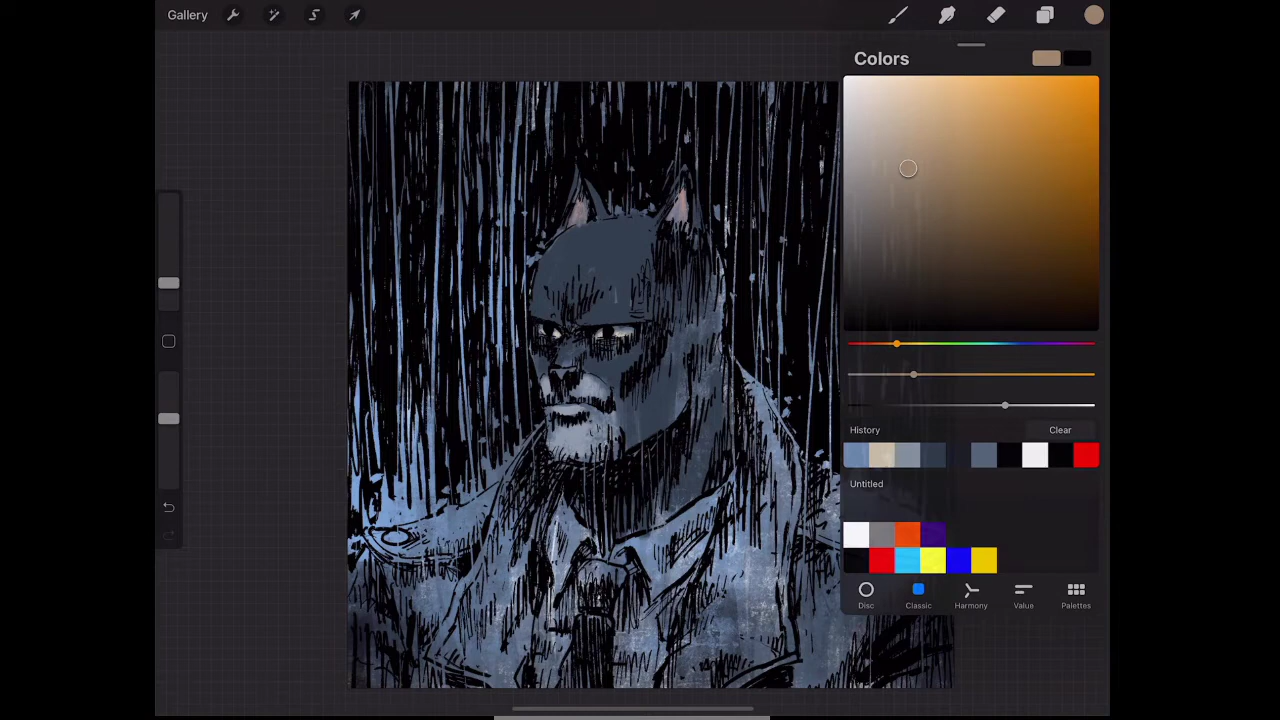 Gallery
Colors
History
Clear
Untitled
Disc
Classic
Harmony
Value
Palettes